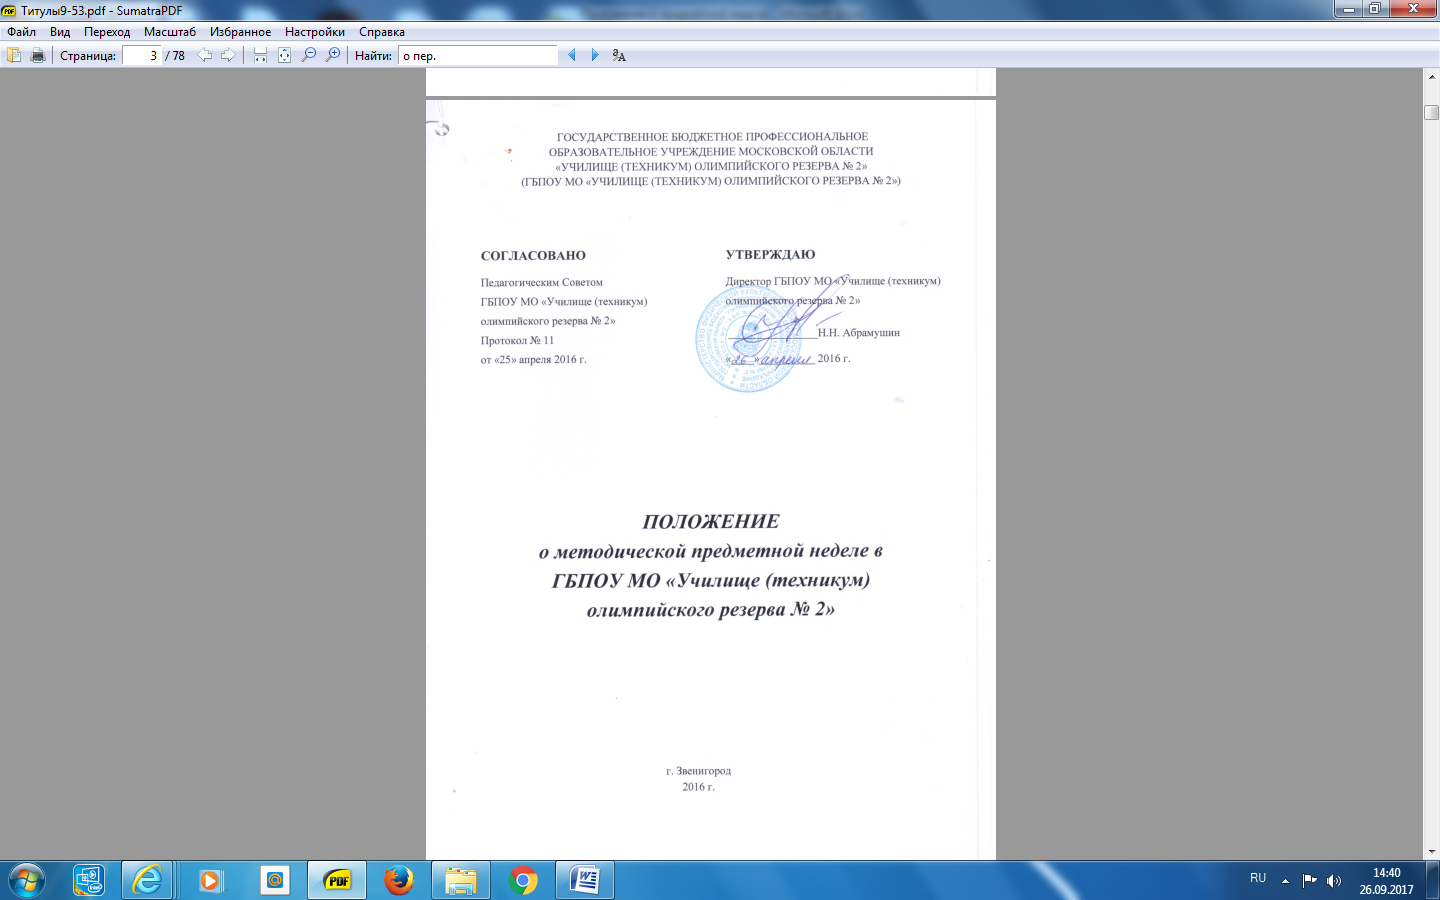 Титулы9-53.pdf - SumatraPDF
Файл Вид Переход Масштаб Избранное Настройки Справка
Страница: 3 / 78 Найти: о пер.
ГОСУДАРСТВЕННОЕ БЮДЖЕТНОЕ ПРОФЕССИОНАЛЬНОЕ
ОБРАЗОВАТЕЛЬНОЕ УЧРЕЖДЕНИЕ МОСКОВСКОЙ ОБЛАСТИ
«УЧИЛИЩЕ (ТЕХНИКУМ) ОЛИМПИЙСКОГО РЕЗЕРВА № 2»
(ГБПОУ МО «УЧИЛИЩЕ (ТЕХНИКУМ) ОЛИМПИЙСКОГО РЕЗЕРВА № 2»)
СОГЛАСОВАНО
Педагогическим Советом
ГБПОУ МО «Училище (техникум)
олимпийского резерва № 2»
Протокол № 11
от «25» апреля 2016 г.
УТВЕРЖДАЮ
Директор ГБПОУ МО «Училище (техникум)
олимпийского резерва № 2»
Н.Н. Абрамушин
«26» апреля 2016 г.
ПОЛОЖЕНИЕ
о методической предметной неделе в
ГБПОУ МО «Училище (техникум)
олимпийского резерва № 2»
г. Звенигород
2016 г.
PDF
RU
14:40
26.09.2017